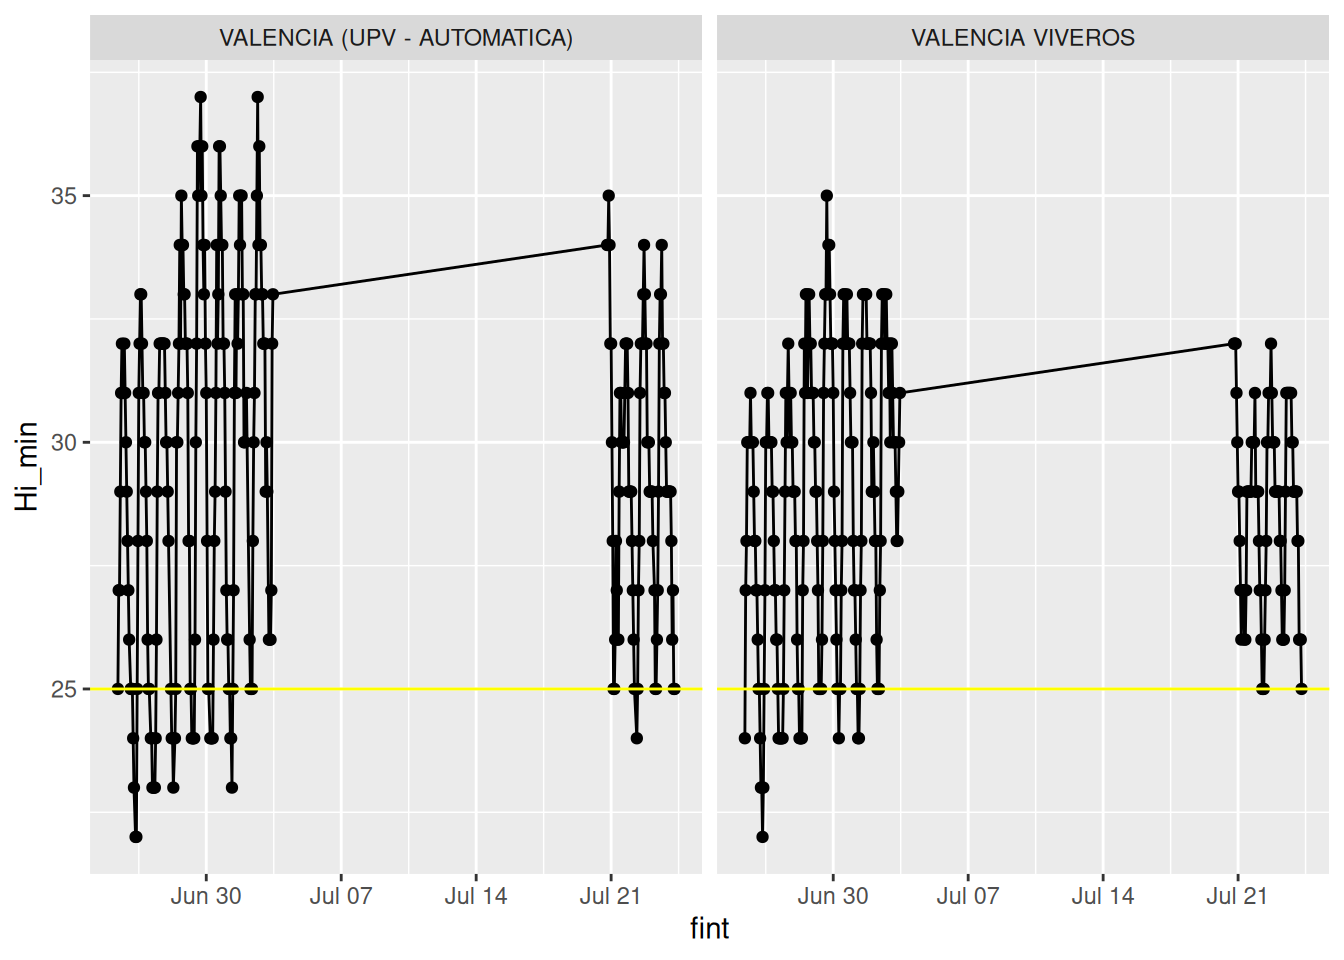 VALENCIA (UPV - AUTOMATICA)
VALENCIA VIVEROS
Hi_min
35
30
25
Jun 30
Jul 07
Jul 14
Jul 21
Jun 30
Jul 07
Jul 14
Jul 21
fint